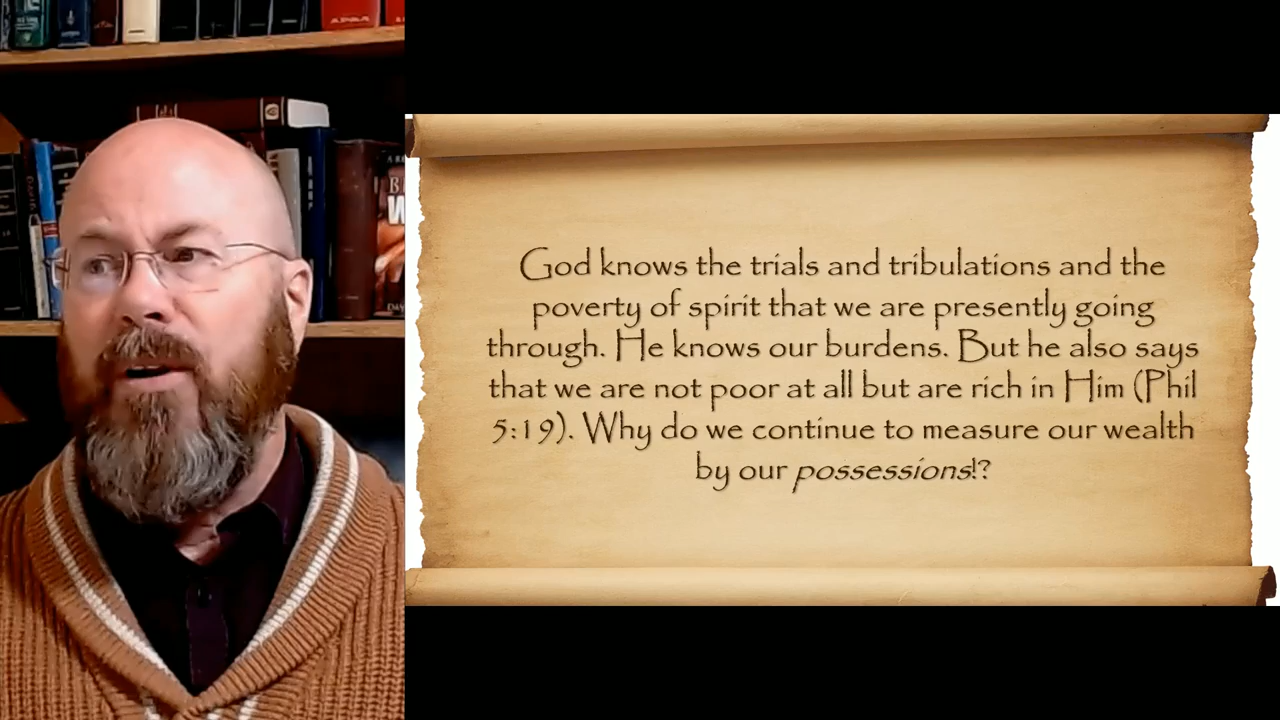 God knows the trials and tribulations and the
poverty of spirit that we are presently going
through. He knows our burdens. But he also says
that we are not poor at all but are rich in Him (Phil
5:19). Why do we continue to measure our wealth
by our possessions!?